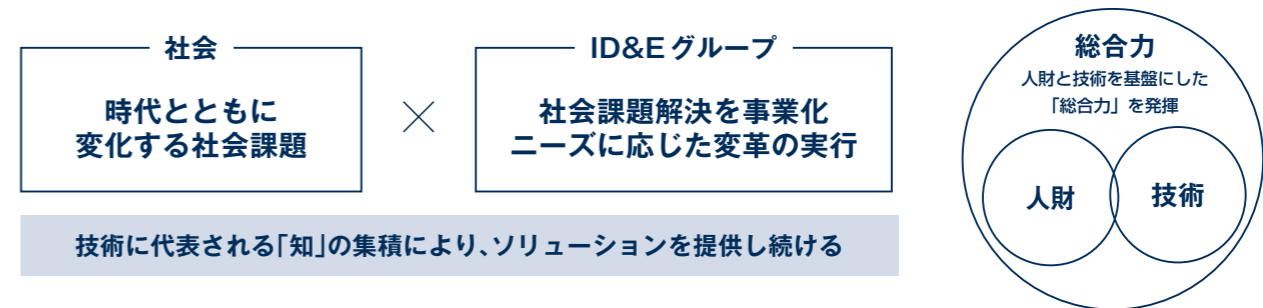 社会
時代とともに
変化する社会課題
×
ID&Eグループ
社会課題解決を事業化
ニーズに応じた変革の実行
技術に代表される「知」の集積により、ソリューションを提供し続ける
総合力
人財と技術を基盤にした
「総合力」を発揮
人財
技術